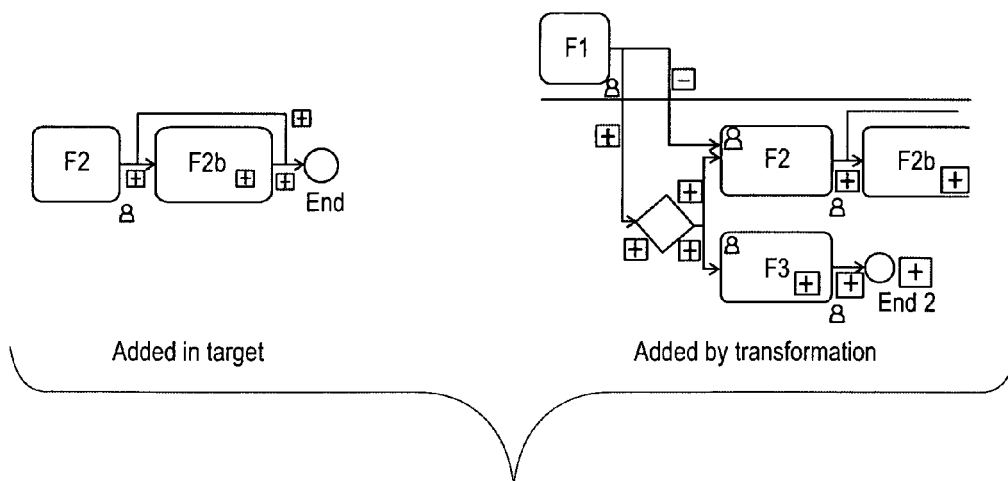 F1
F2
F2b
End
F2
F2b
F3
End 2
Added in target
Added by transformation